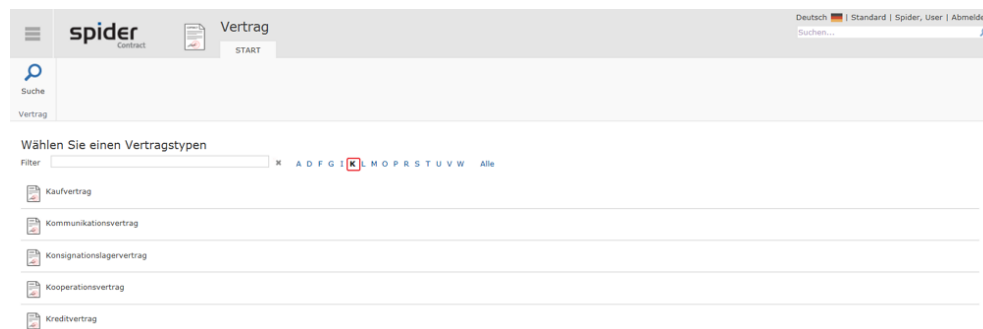 spider
Contract
Vertrag
START
Deutsch | Standard | Spider, User | Abmelde
Suchen...
Suche
Vertrag
Wählen Sie einen Vertragstypen
Filter
A D F G I K L M O P R S T U V W Alle
Kaufvertrag
Kommunikationsvertrag
Konsignationslagervertrag
Kooperationsvertrag
Kreditvertrag